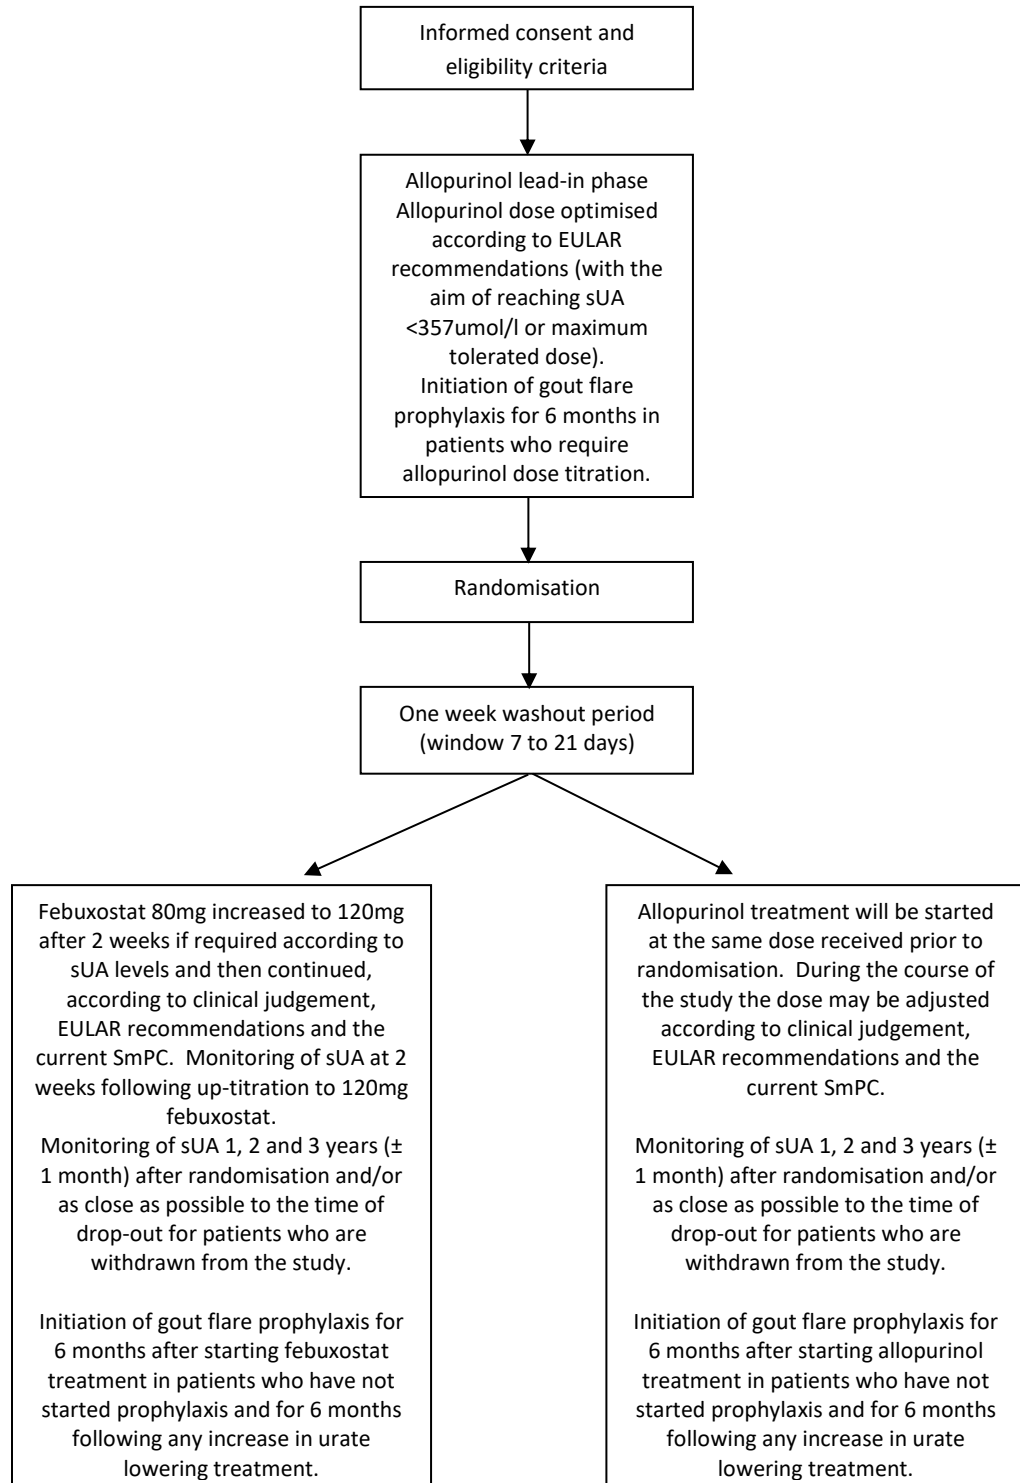 Informed consent and
eligibility criteria
Allopurinol lead-in phase
Allopurinol dose optimised
according to EULAR
recommendations (with the
aim of reaching sUA
<357umol/l or maximum
tolerated dose).
Initiation of gout flare
prophylaxis for 6 months in
patients who require
allopurinol dose titration.
Randomisation
One week washout period
(window 7 to 21 days)
Febuxostat 80mg increased to 120mg
after 2 weeks if required according to
sUA levels and then continued,
according to clinical judgement,
EULAR recommendations and the
current SmPC.  Monitoring of sUA at 2
weeks following up-titration to 120mg
febuxostat.
Monitoring of sUA 1, 2 and 3 years (±
1 month) after randomisation and/or
as close as possible to the time of
drop-out for patients who are
withdrawn from the study.
Initiation of gout flare prophylaxis for
6 months after starting febuxostat
treatment in patients who have not
started prophylaxis and for 6 months
following any increase in urate
lowering treatment.
Allopurinol treatment will be started
at the same dose received prior to
randomisation.  During the course of
the study the dose may be adjusted
according to clinical judgement,
EULAR recommendations and the
current SmPC.
Monitoring of sUA 1, 2 and 3 years (±
1 month) after randomisation and/or
as close as possible to the time of
drop-out for patients who are
withdrawn from the study.
Initiation of gout flare prophylaxis for
6 months after starting allopurinol
treatment in patients who have not
started prophylaxis and for 6 months
following any increase in urate
lowering treatment.